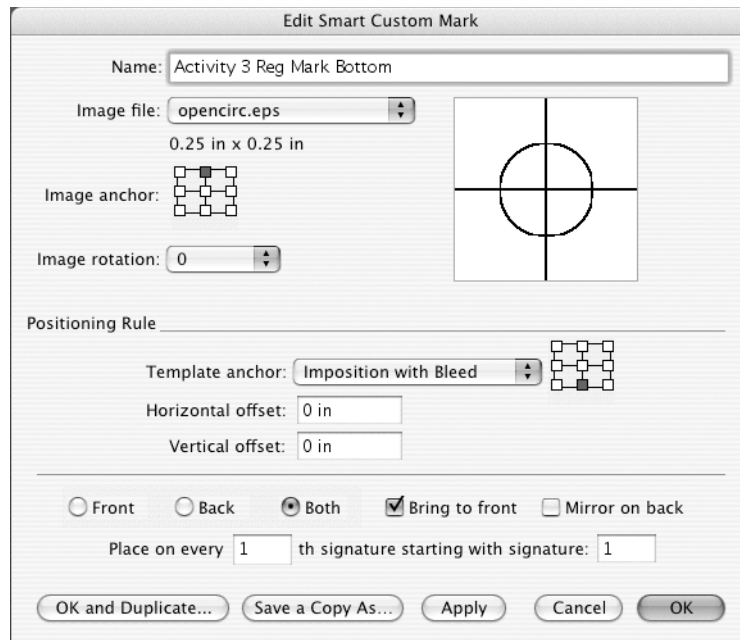 Edit Smart Custom Mark
Name: Activity 3 Reg Mark Bottom
Image file: opencirc.eps
0.25 in x 0.25 in
Image anchor:
Image rotation: 0
Positioning Rule
Template anchor: Imposition with Bleed
Horizontal offset: 0 in
Vertical offset: 0 in
Front Back Both Bring to front Mirror on back
Place on every 1 th signature starting with signature: 1
OK and Duplicate... Save a Copy As... Apply Cancel OK